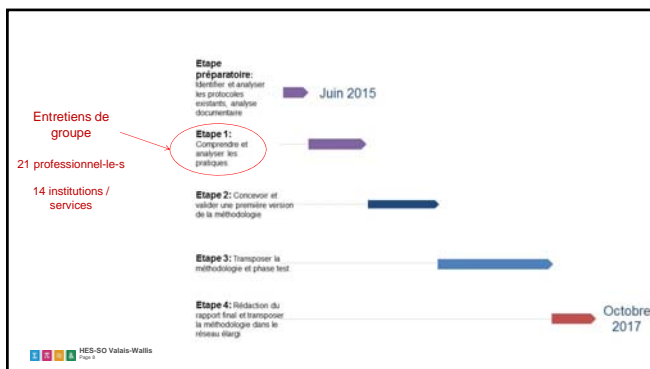 Etape
préparatoire:
Identifier et analyser
les protocoles
existants, analyse
documentaire
Juin 2015
Entretiens de
groupe
21 professionnel-le-s
14 institutions /
services
Etape 1:
Comprendre et
analyser les
pratiques
Etape 2: Concevoir et
valider une première version
de la méthodologie
Etape 3: Transposer la
méthodologie et phase test
Etape 4: Rédaction du
rapport final et transposer
la méthodologie dans le
réseau élargi
Octobre
2017
HES-SO Valais-Wallis